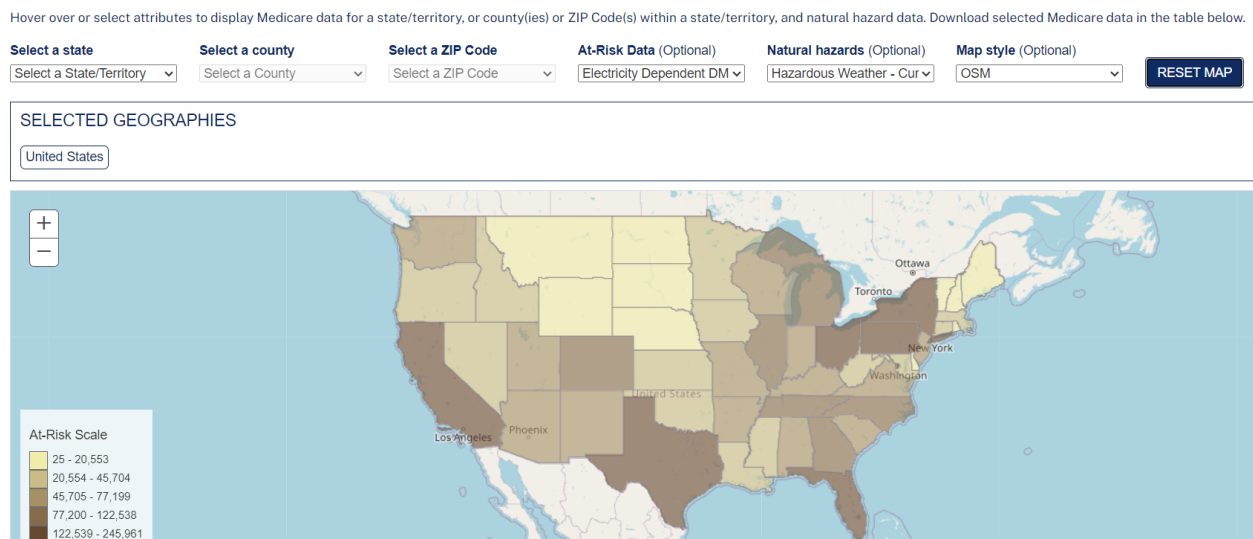 Hover over or select attributes to display Medicare data for a state/territory, or county(ies) or ZIP Code(s) within a state/territory, and natural hazard data. Download selected Medicare data in the table below.
Select a state
Select a county
Select a ZIP Code
At-Risk Data (Optional)
Natural hazards (Optional)
Map style (Optional)
Select a State/Territory
Select a County
Select a ZIP Code
Electricity Dependent DM
Hazardous Weather - Cur
OSM
RESET MAP
SELECTED GEOGRAPHIES
United States
+
−
Ottawa
Toronto
New York
Washington
United States
Phoenix
Los Angeles
At-Risk Scale
25 - 20,553
20,554 - 45,704
45,705 - 77,199
77,200 - 122,538
122,539 - 245,961